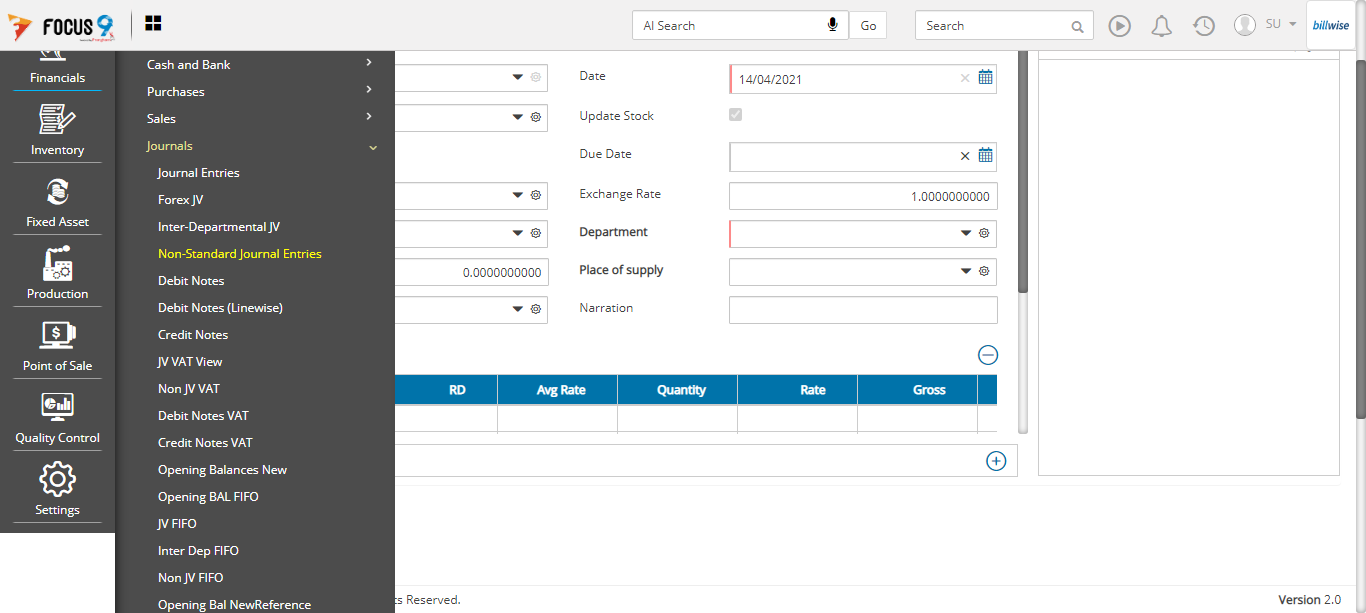 FOCUS 9
AI Search
Go
Search
SU
billwise
Financials
Inventory
Fixed Asset
Production
Point of Sale
Quality Control
Settings
Cash and Bank
Purchases
Sales
Journals
Journal Entries
Forex JV
Inter-Departmental JV
Non-Standard Journal Entries
Debit Notes
Debit Notes (Linewise)
Credit Notes
JV VAT View
Non JV VAT
Debit Notes VAT
Credit Notes VAT
Opening Balances New
Opening BAL FIFO
JV FIFO
Inter Dep FIFO
Non JV FIFO
Opening Bal NewReference
Date
14/04/2021
Update Stock
Due Date
Exchange Rate
1.0000000000
Department
Place of supply
0.0000000000
Narration
RD Avg Rate Quantity Rate Gross
ts Reserved.
Version 2.0